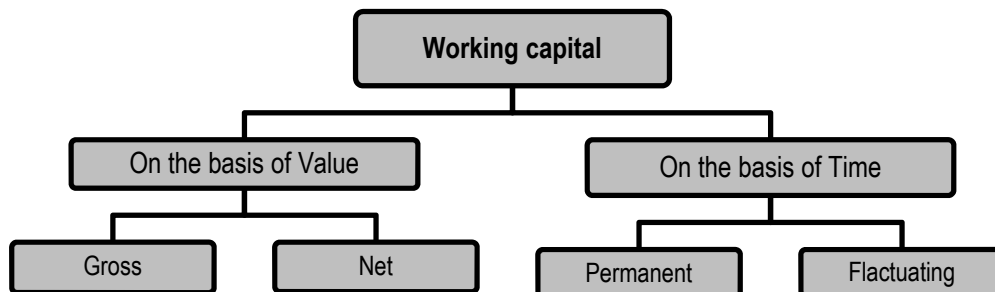 Working capital
On the basis of Value
On the basis of Time
Gross
Net
Permanent
Flactuating